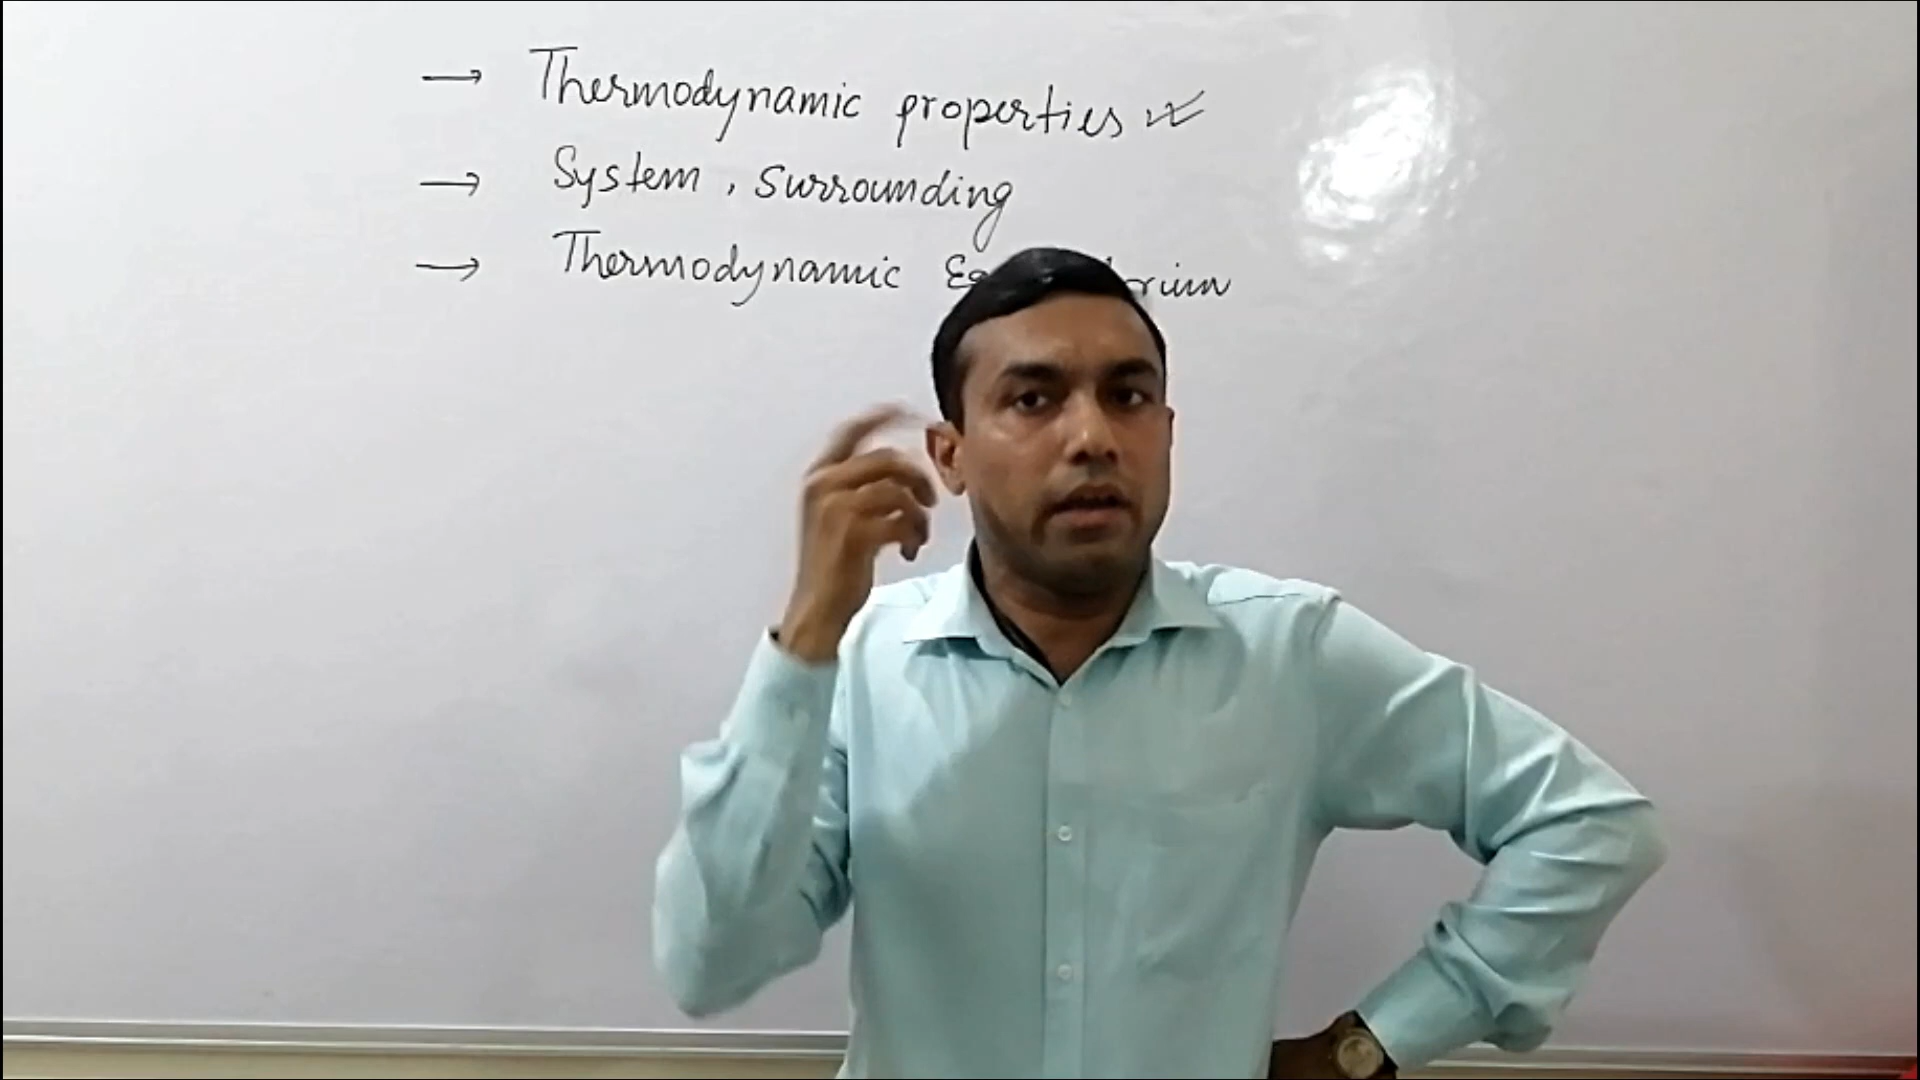 → Thermodynamic properties
→ System, Surrounding
→ Thermodynamic